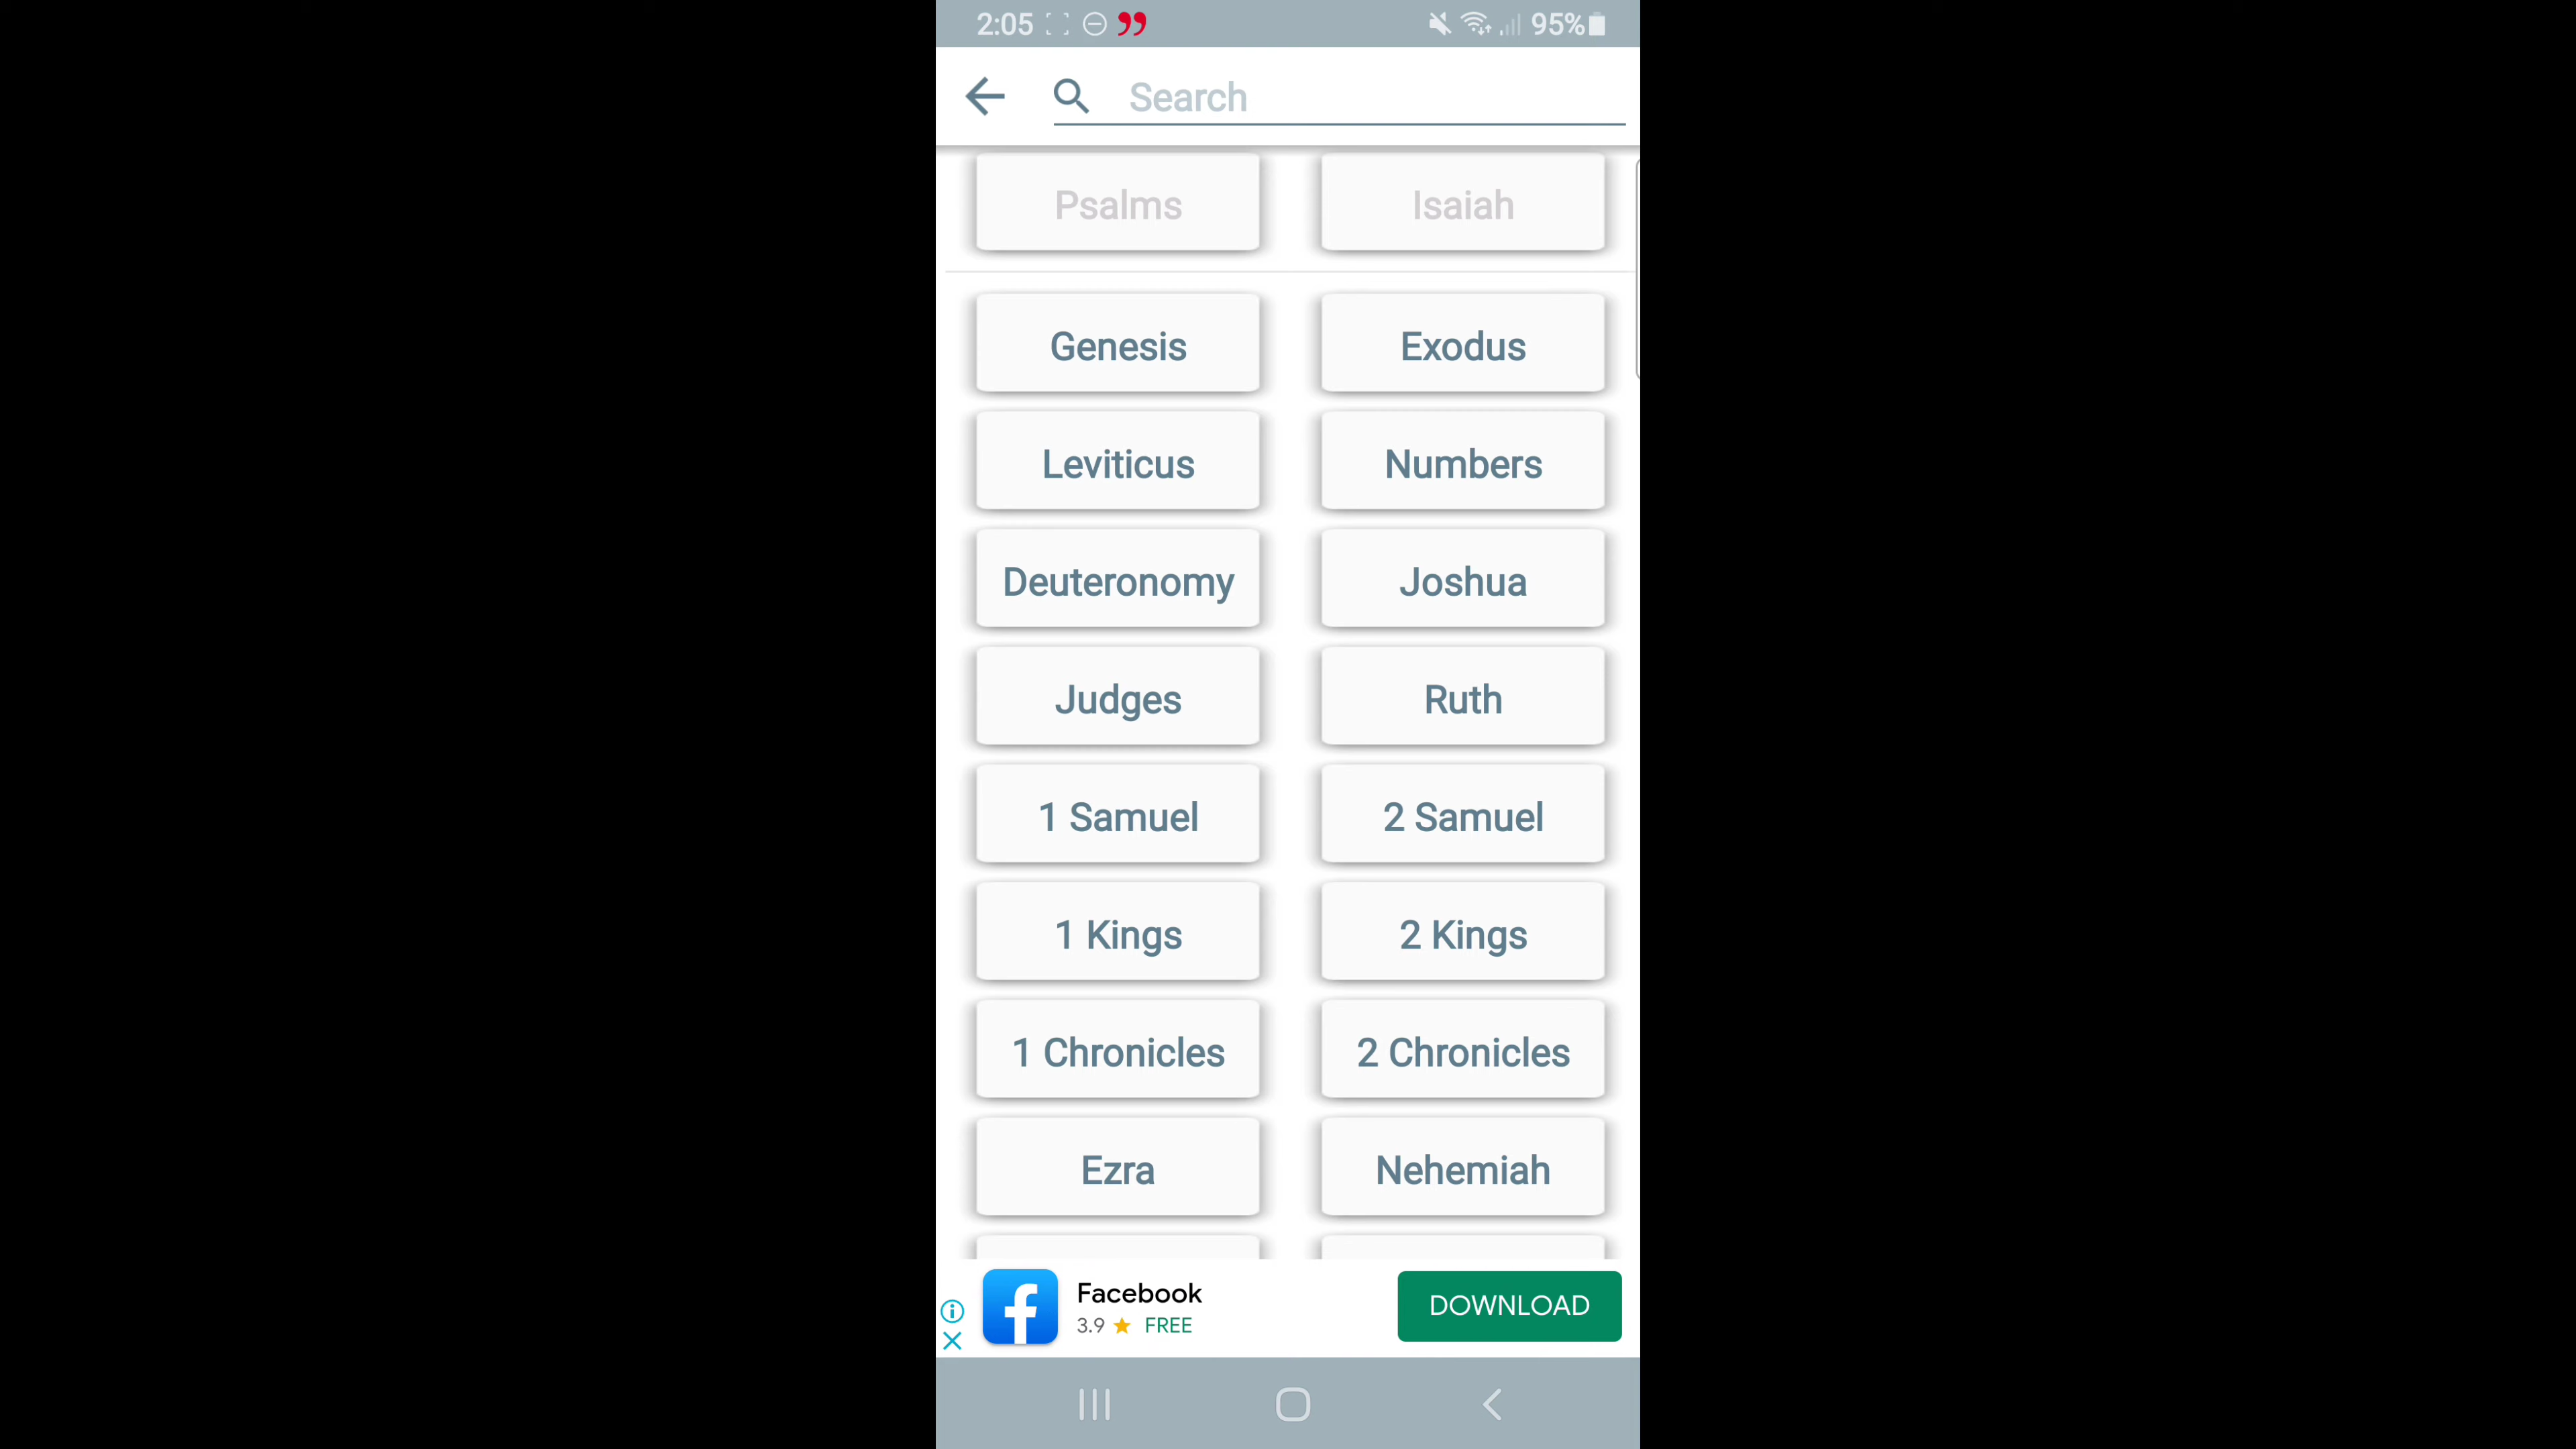 2:05 95%
Search
Psalms Isaiah
Genesis Exodus
Leviticus Numbers
Deuteronomy Joshua
Judges Ruth
1 Samuel 2 Samuel
1 Kings 2 Kings
1 Chronicles 2 Chronicles
Ezra Nehemiah
Facebook
3.9 FREE
DOWNLOAD